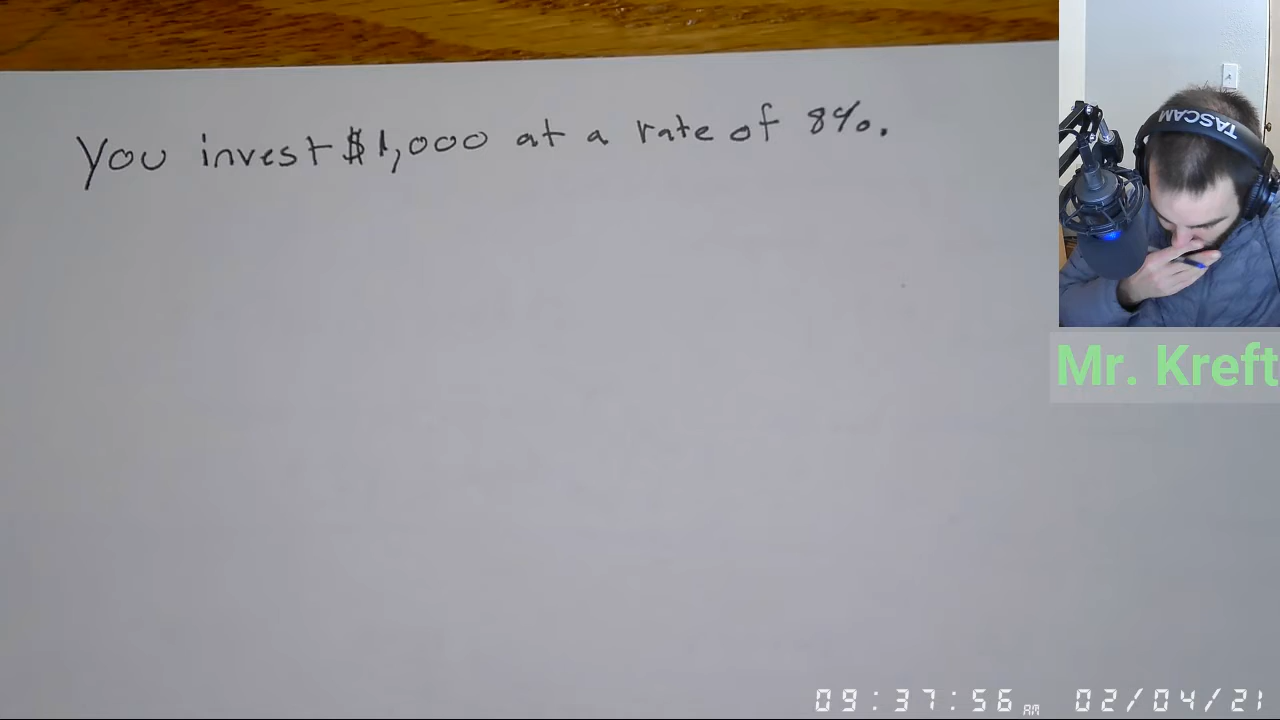 You invest $1,000 at a rate of 8%.
TASCAM
Mr. Kreft
09:37:56 AM 02/04/21